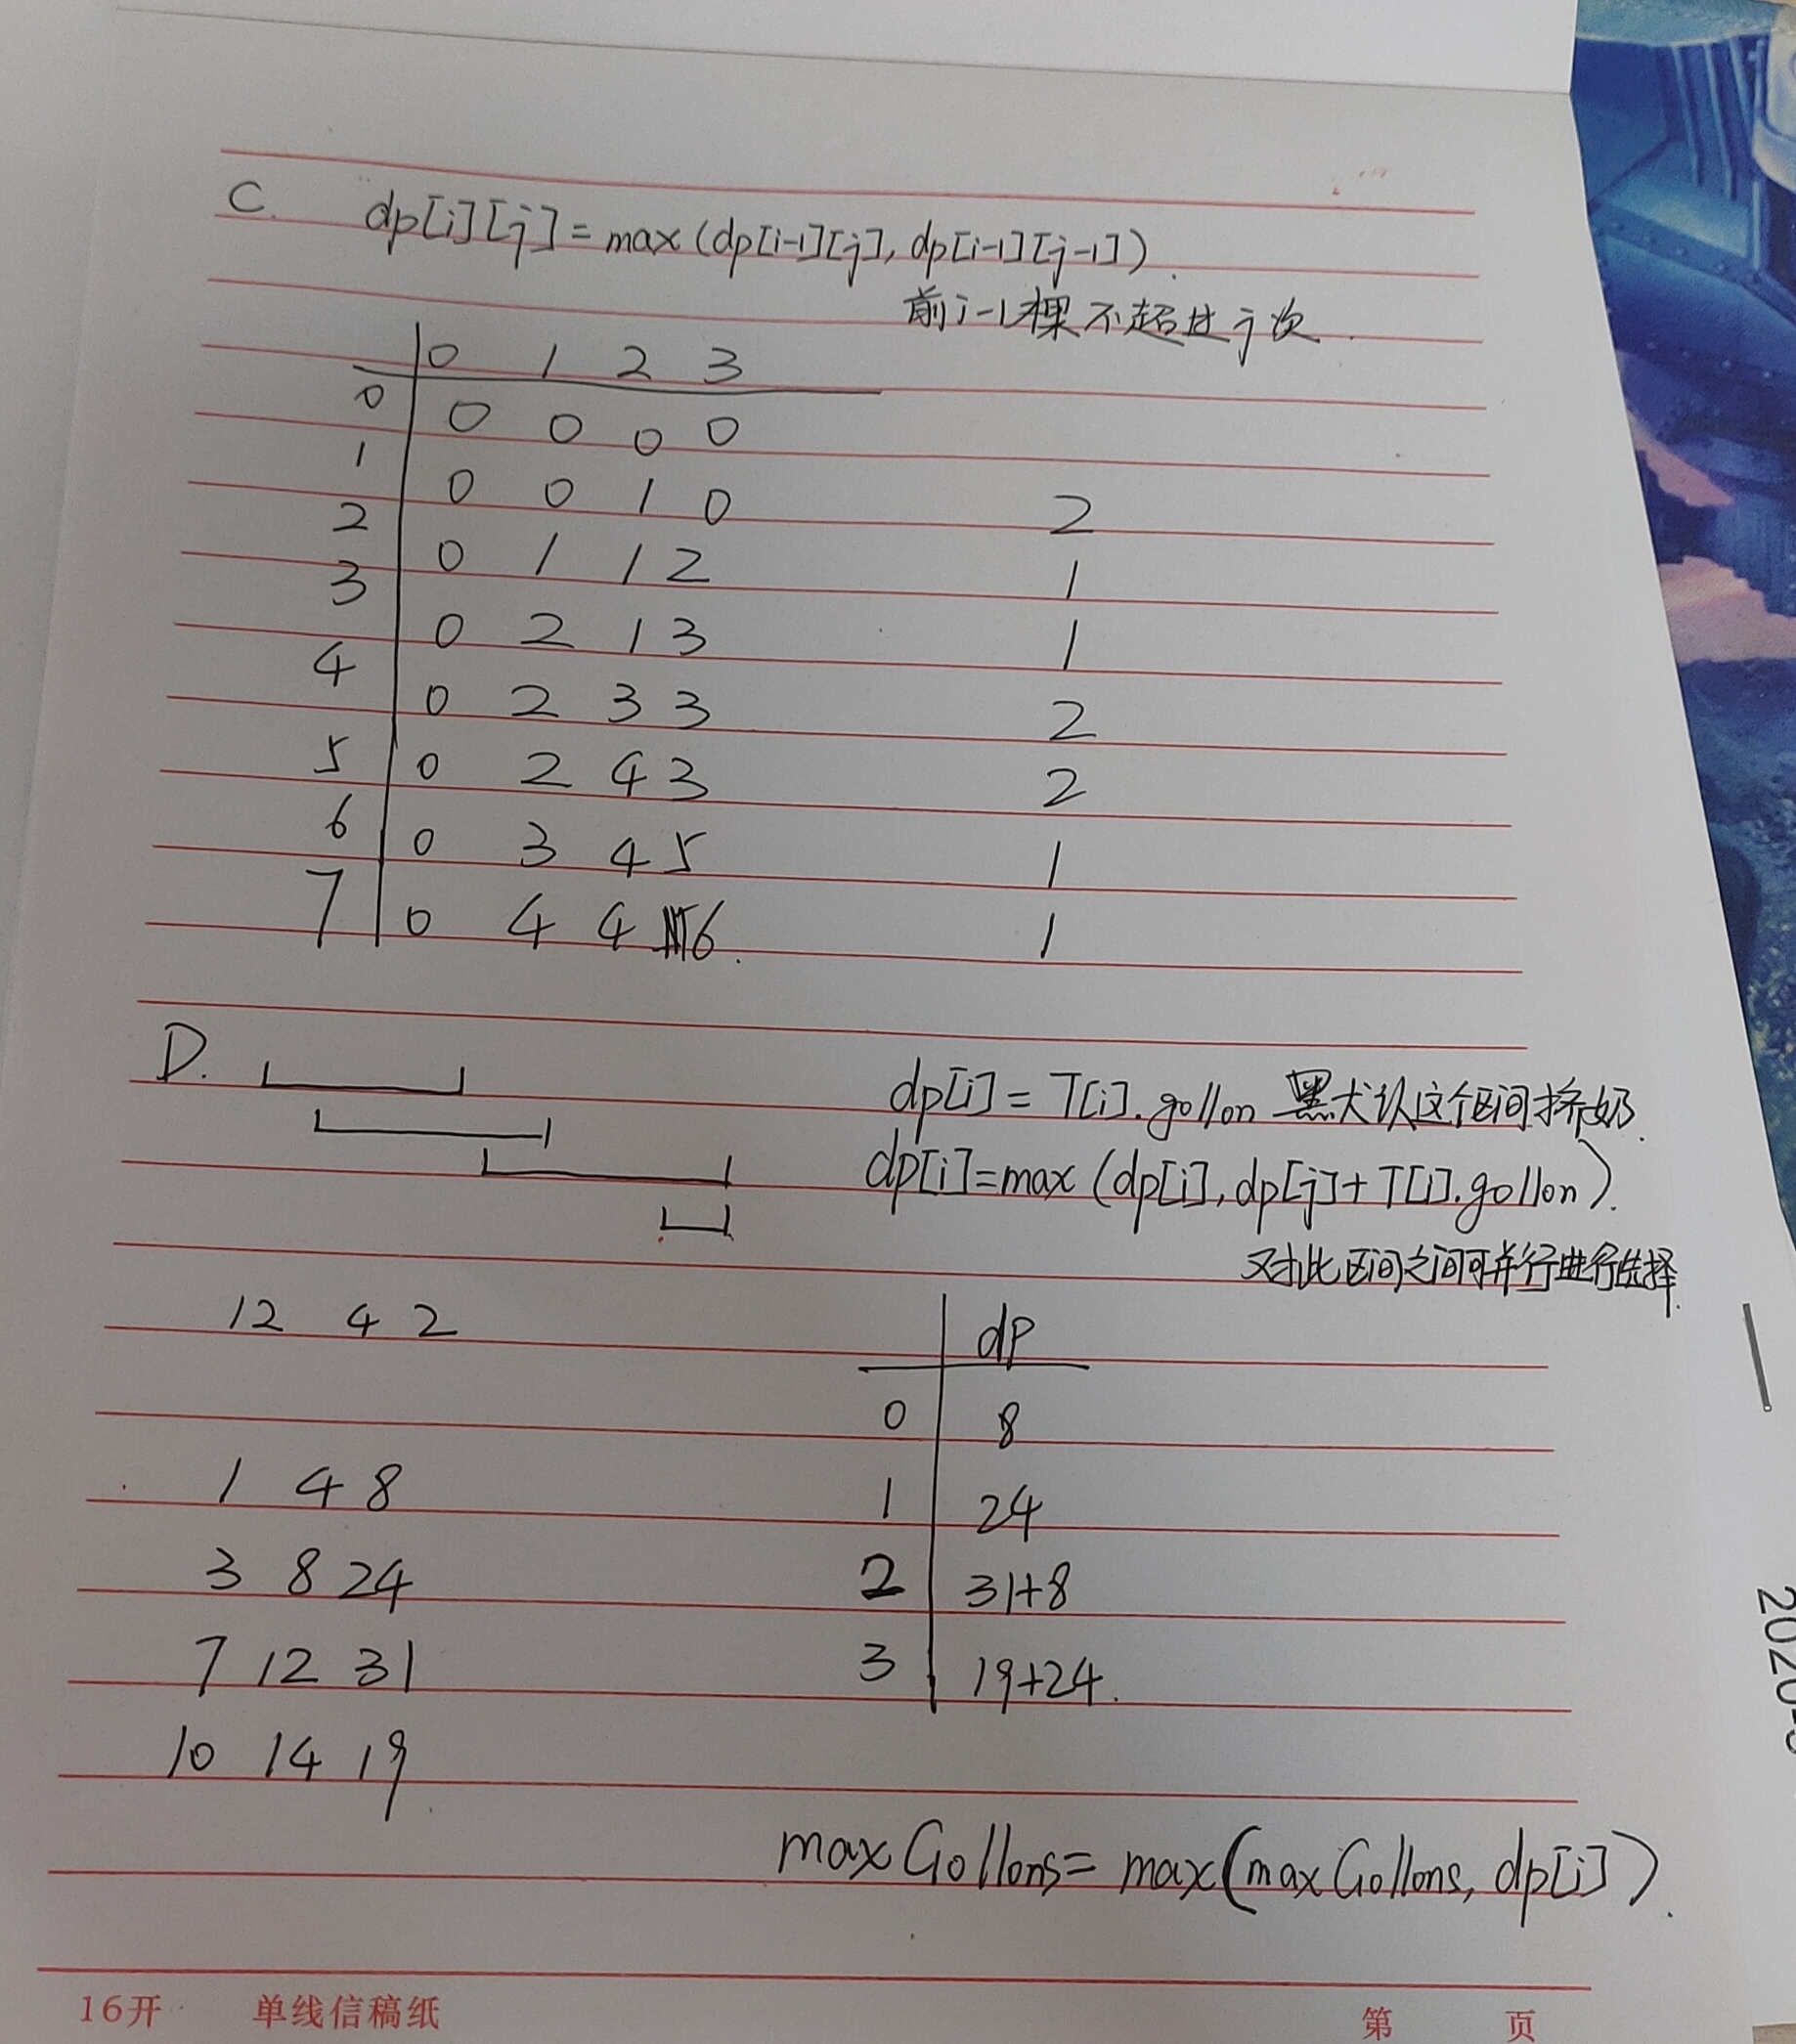 C. dp[i][j]=max(dp[i-1][j], dp[i-1][j-1]).
前i-1棵不超过j次.
0 1 2 3
0 0 0 0 0
1 0 0 1 0 2
2 0 1 1 2 1
3 0 2 1 3 1
4 0 2 3 3 2
5 0 2 4 3 2
6 0 3 4 5 1
7 0 4 4 6. 1
D. dp[i] = T[i].gollon 默认这个区间挤奶.
dp[i]=max(dp[i], dp[j]+T[i].gollon).
对比区间之间可并行进行选择.
12 4 2
dp
0 8
1 4 8
1 24
3 8 24
2 31+8
7 12 31
3 19+24.
10 14 19
maxGollons= max(maxGollons, dp[i]).
16开 单线信稿纸 第 页